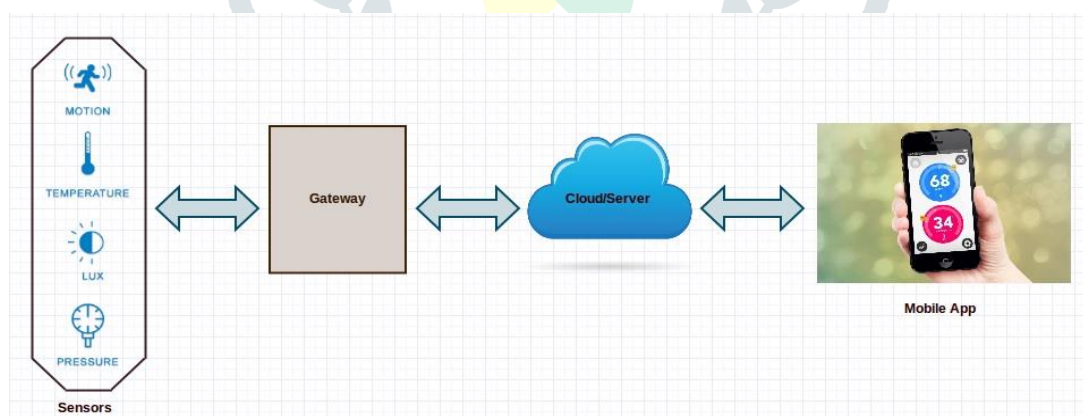 MOTION
TEMPERATURE
LUX
PRESSURE
Sensors
Gateway
Cloud/Server
68
34
Mobile App